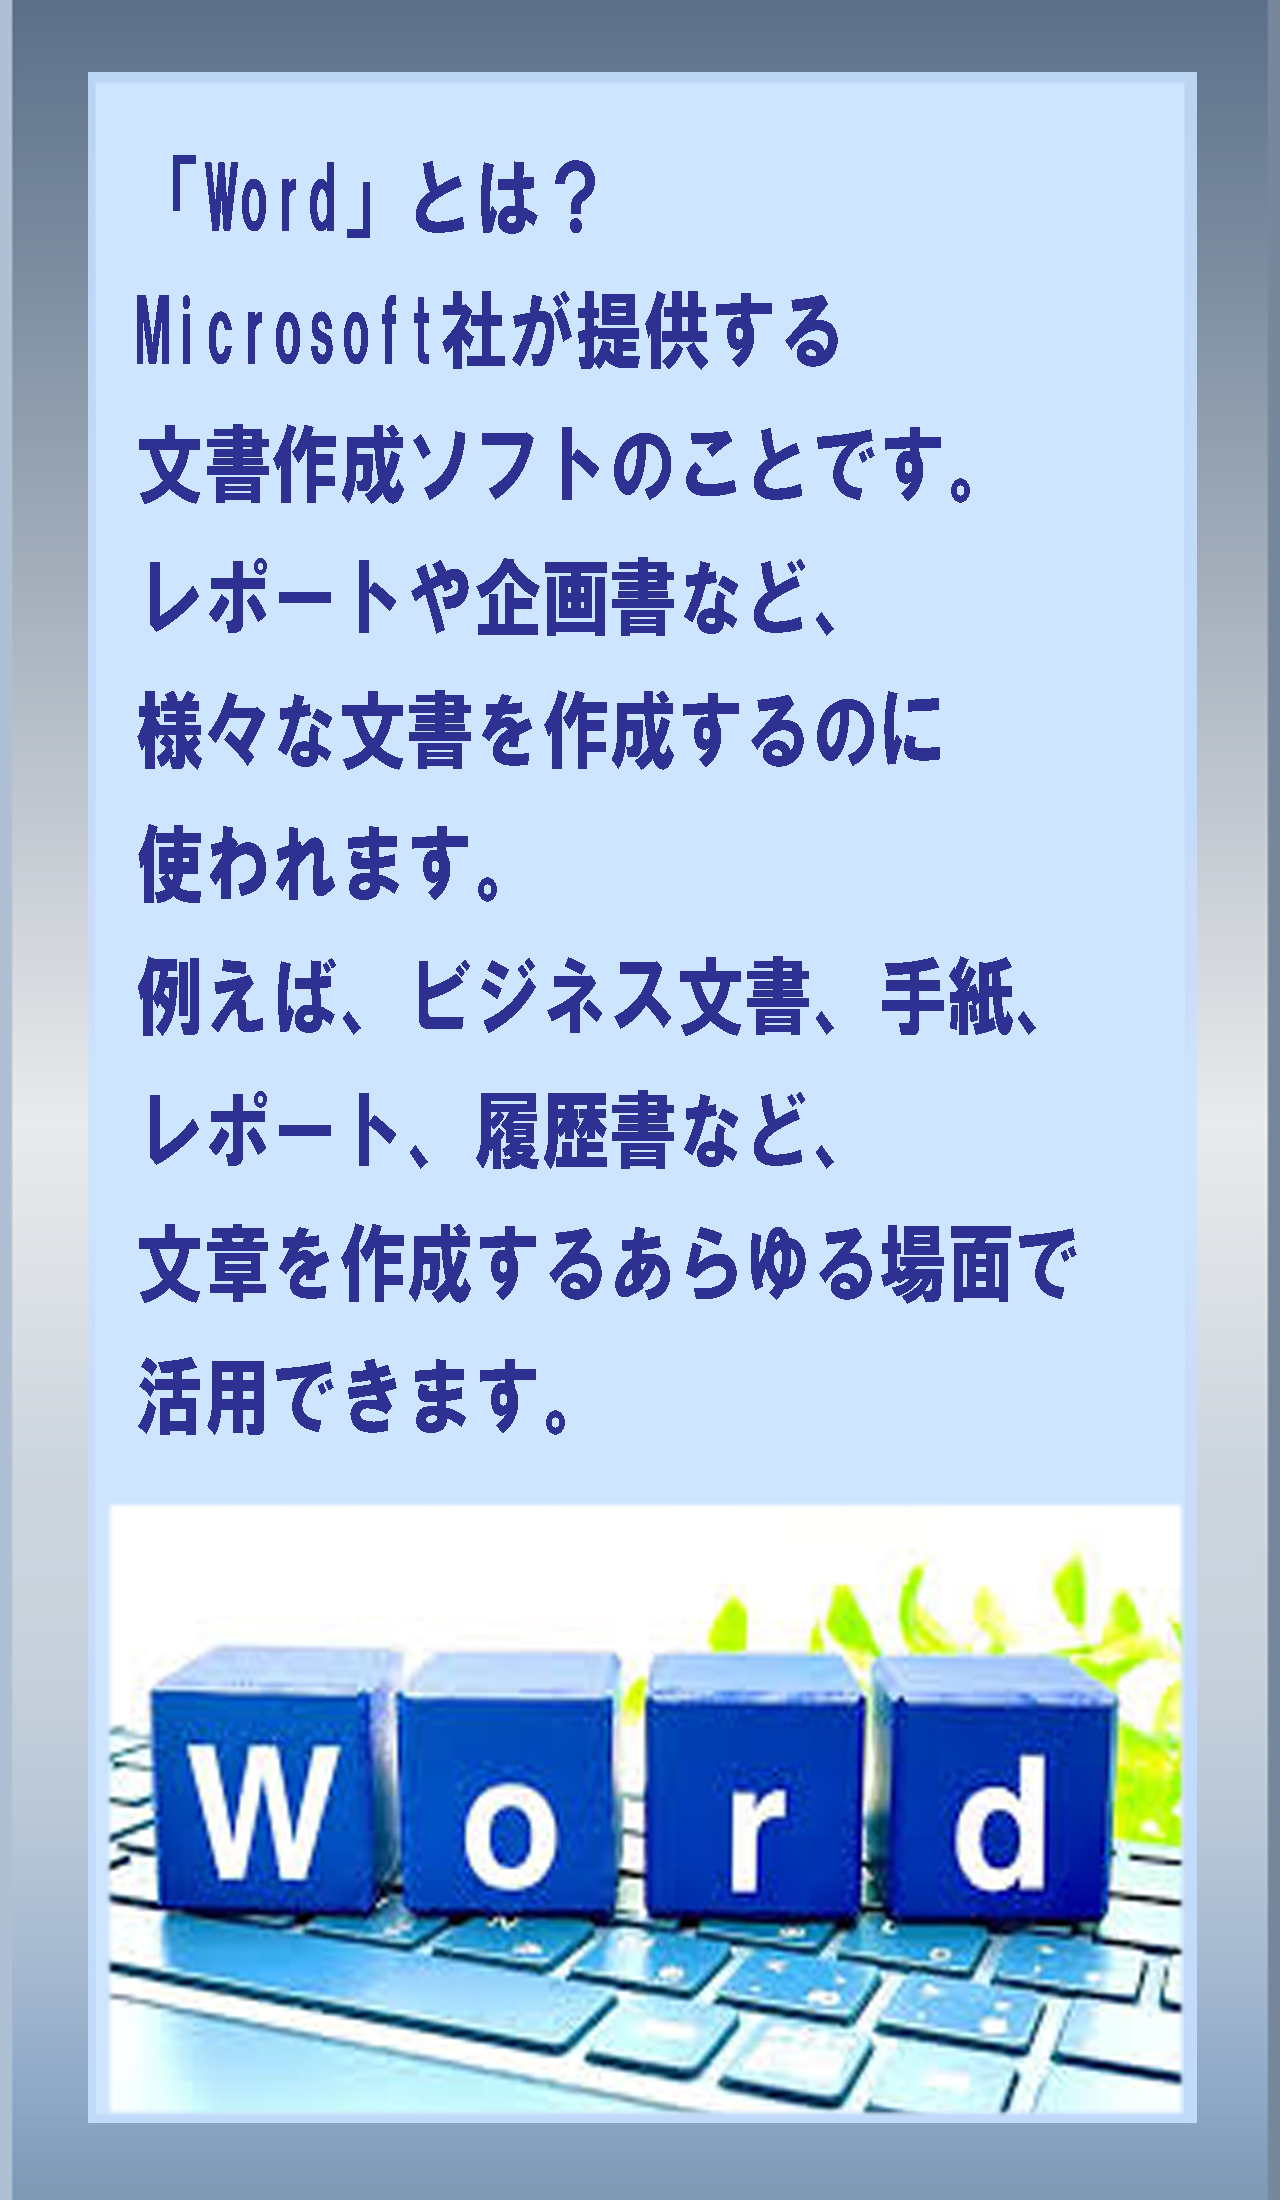 「Word」とは？
Microsoft社が提供する
文書作成ソフトのことです。
レポートや企画書など、
様々な文書を作成するのに
使われます。
例えば、ビジネス文書、手紙、
レポート、履歴書など、
文章を作成するあらゆる場面で
活用できます。
Word